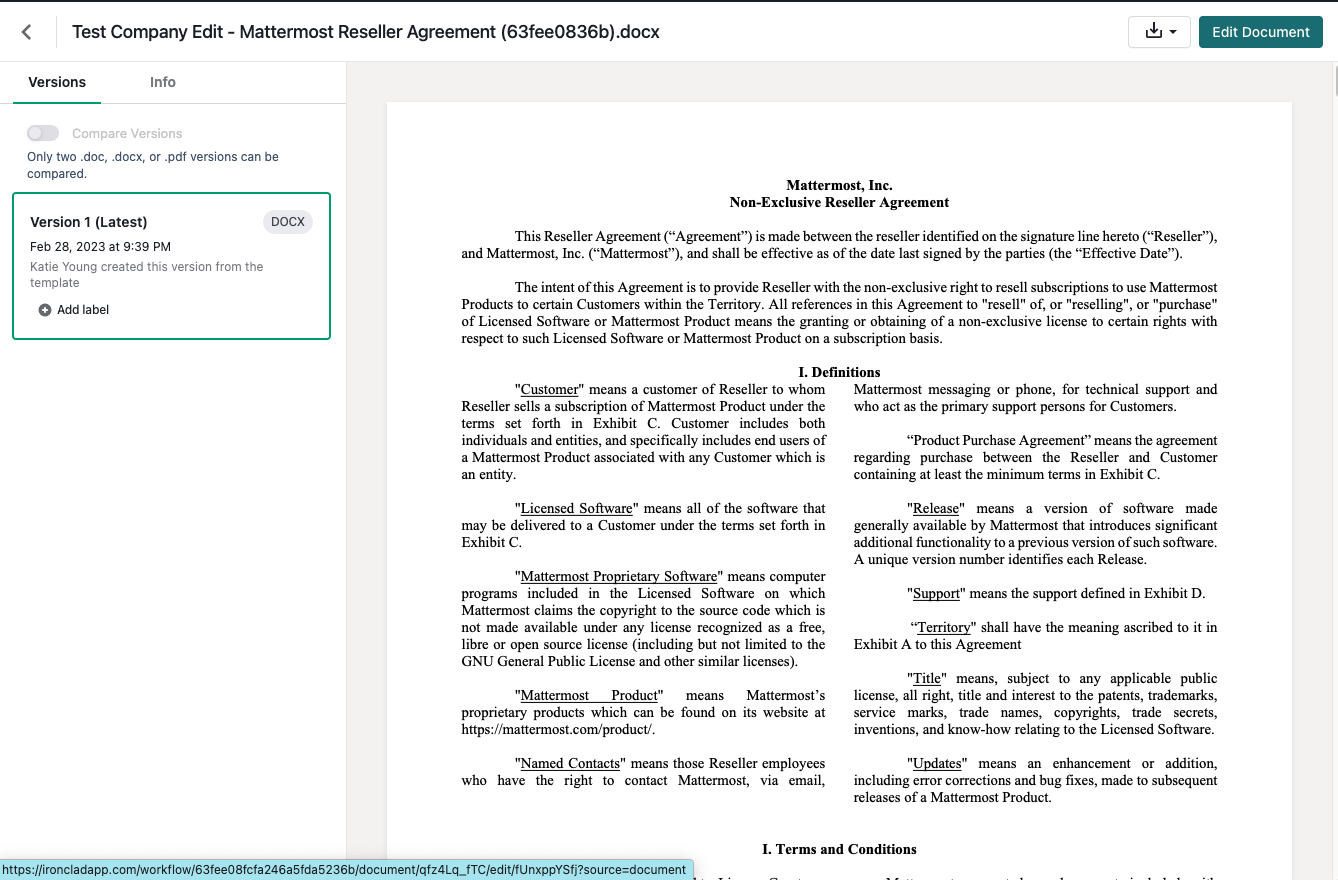 Test Company Edit - Mattermost Reseller Agreement (63fee0836b).docx
Edit Document
Versions
Info
Compare Versions
Only two .doc, .docx, or .pdf versions can be
compared.
Version 1 (Latest)
DOCX
Feb 28, 2023 at 9:39 PM
Katie Young created this version from the
template
Add label
Mattermost, Inc.
Non-Exclusive Reseller Agreement
This Reseller Agreement (“Agreement”) is made between the reseller identified on the signature line hereto (“Reseller”),
and Mattermost, Inc. (“Mattermost”), and shall be effective as of the date last signed by the parties (the “Effective Date”).
The intent of this Agreement is to provide Reseller with the non-exclusive right to resell subscriptions to use Mattermost
Products to certain Customers within the Territory. All references in this Agreement to "resell" of, or "reselling", or "purchase"
of Licensed Software or Mattermost Product means the granting or obtaining of a non-exclusive license to certain rights with
respect to such Licensed Software or Mattermost Product on a subscription basis.
I. Definitions
"Customer" means a customer of Reseller to whom
Reseller sells a subscription of Mattermost Product under the
terms set forth in Exhibit C. Customer includes both
individuals and entities, and specifically includes end users of
a Mattermost Product associated with any Customer which is
an entity.
"Licensed Software" means all of the software that
may be delivered to a Customer under the terms set forth in
Exhibit C.
"Mattermost Proprietary Software" means computer
programs included in the Licensed Software on which
Mattermost claims the copyright to the source code which is
not made available under any license recognized as a free,
libre or open source license (including but not limited to the
GNU General Public License and other similar licenses).
"Mattermost Product" means Mattermost’s
proprietary products which can be found on its website at
https://mattermost.com/product/.
"Named Contacts" means those Reseller employees
who have the right to contact Mattermost, via email,
Mattermost messaging or phone, for technical support and
who act as the primary support persons for Customers.
“Product Purchase Agreement” means the agreement
regarding purchase between the Reseller and Customer
containing at least the minimum terms in Exhibit C.
"Release" means a version of software made
generally available by Mattermost that introduces significant
additional functionality to a previous version of such software.
A unique version number identifies each Release.
"Support" means the support defined in Exhibit D.
“Territory" shall have the meaning ascribed to it in
Exhibit A to this Agreement
"Title" means, subject to any applicable public
license, all right, title and interest to the patents, trademarks,
service marks, trade names, copyrights, trade secrets,
inventions, and know-how relating to the Licensed Software.
"Updates" means an enhancement or addition,
including error corrections and bug fixes, made to subsequent
releases of a Mattermost Product.
I. Terms and Conditions
https://ironcladapp.com/workflow/63fee08fcfa246a5fda5236b/document/qfz4Lq_fTC/edit/fUnxppYSfj?source=document